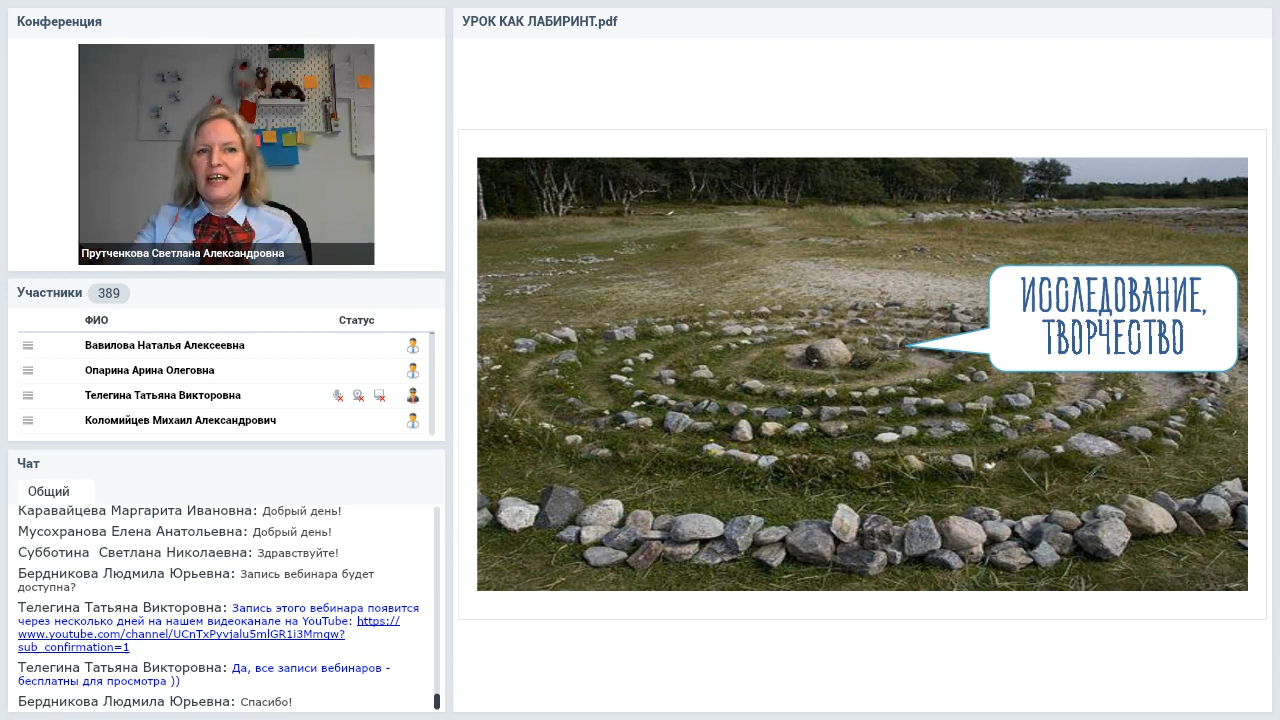 Конференция
Прутченкова Светлана Александровна
Участники 389
ФИО Статус
Вавилова Наталья Алексеевна
Опарина Арина Олеговна
Телегина Татьяна Викторовна
Коломийцев Михаил Александрович
Чат
Общий
Каравайцева Маргарита Ивановна: Добрый день!
Мусохранова Елена Анатольевна: Добрый день!
Субботина  Светлана Николаевна: Здравствуйте!
Бердникова Людмила Юрьевна: Запись вебинара будет
доступна?
Телегина Татьяна Викторовна: Запись этого вебинара появится
через несколько дней на нашем видеоканале на YouTube: https://
www.youtube.com/channel/UCnTxPyvjalu5mlGR1i3Mmqw?
sub_confirmation=1
Телегина Татьяна Викторовна: Да, все записи вебинаров -
бесплатны для просмотра ))
Бердникова Людмила Юрьевна: Спасибо!
УРОК КАК ЛАБИРИНТ.pdf
ИССЛЕДОВАНИЕ,
ТВОРЧЕСТВО